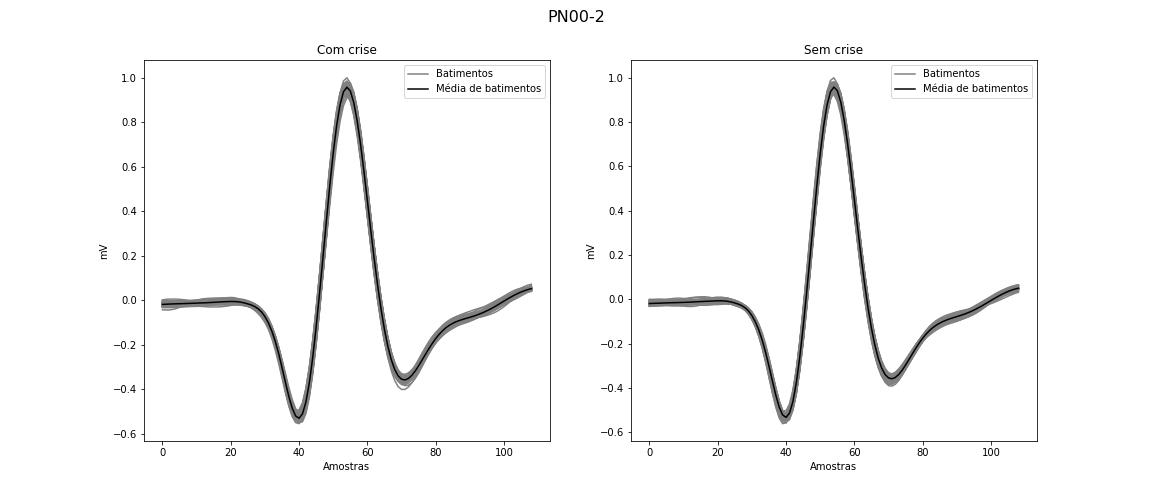 PN00-2
Com crise
Batimentos
Média de batimentos
1.0
0.8
0.6
0.4
0.2
0.0
−0.2
−0.4
−0.6
mV
0 20 40 60 80 100
Amostras
Sem crise
Batimentos
Média de batimentos
1.0
0.8
0.6
0.4
0.2
0.0
−0.2
−0.4
−0.6
mV
0 20 40 60 80 100
Amostras